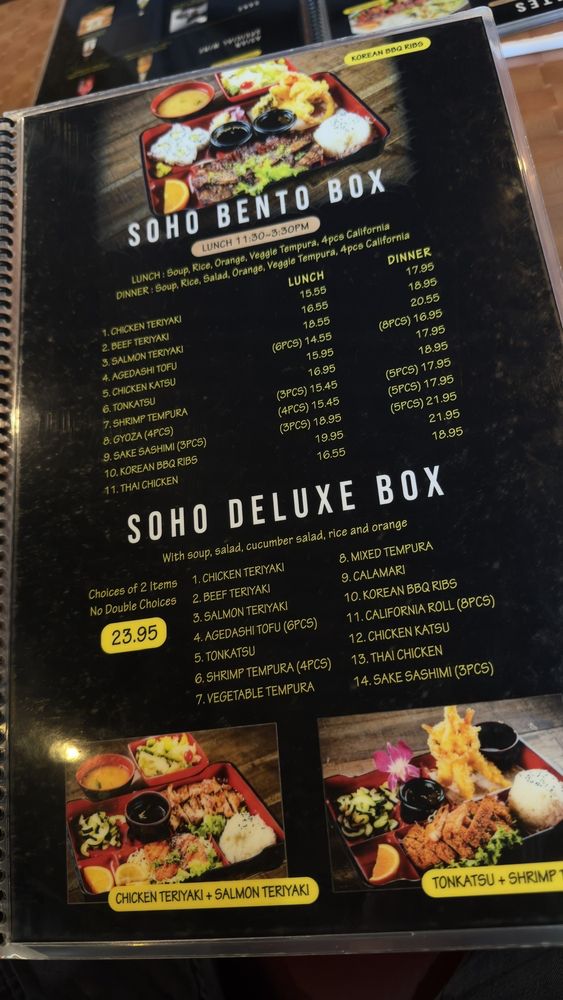 KOREAN BBQ RIBS
SOHO BENTO BOX
LUNCH 11:30~3:30PM
LUNCH : Soup, Rice, Orange, Veggie Tempura, 4pcs California
DINNER : Soup, Rice, Salad, Orange, Veggie Tempura, 4pcs California
LUNCH DINNER
1. CHICKEN TERIYAKI 15.55 17.95
2. BEEF TERIYAKI 16.55 18.95
3. SALMON TERIYAKI 18.55 20.55
4. AGEDASHI TOFU (6PCS) 14.55 (8PCS) 16.95
5. CHICKEN KATSU 15.95 17.95
6. TONKATSU 16.95 18.95
7. SHRIMP TEMPURA (3PCS) 15.45 (5PCS) 17.95
8. GYOZA (4PCS) (4PCS) 15.45 (5PCS) 17.95
9. SAKE SASHIMI (3PCS) (3PCS) 18.95 (5PCS) 21.95
10. KOREAN BBQ RIBS 19.95 21.95
11. THAI CHICKEN 16.55 18.95
SOHO DELUXE BOX
With soup, salad, cucumber salad, rice and orange
Choices of 2 Items
No Double Choices
23.95
1. CHICKEN TERIYAKI
2. BEEF TERIYAKI
3. SALMON TERIYAKI
4. AGEDASHI TOFU (6PCS)
5. TONKATSU
6. SHRIMP TEMPURA (4PCS)
7. VEGETABLE TEMPURA
8. MIXED TEMPURA
9. CALAMARI
10. KOREAN BBQ RIBS
11. CALIFORNIA ROLL (8PCS)
12. CHICKEN KATSU
13. THAI CHICKEN
14. SAKE SASHIMI (3PCS)
CHICKEN TERIYAKI + SALMON TERIYAKI
TONKATSU + SHRIMP T